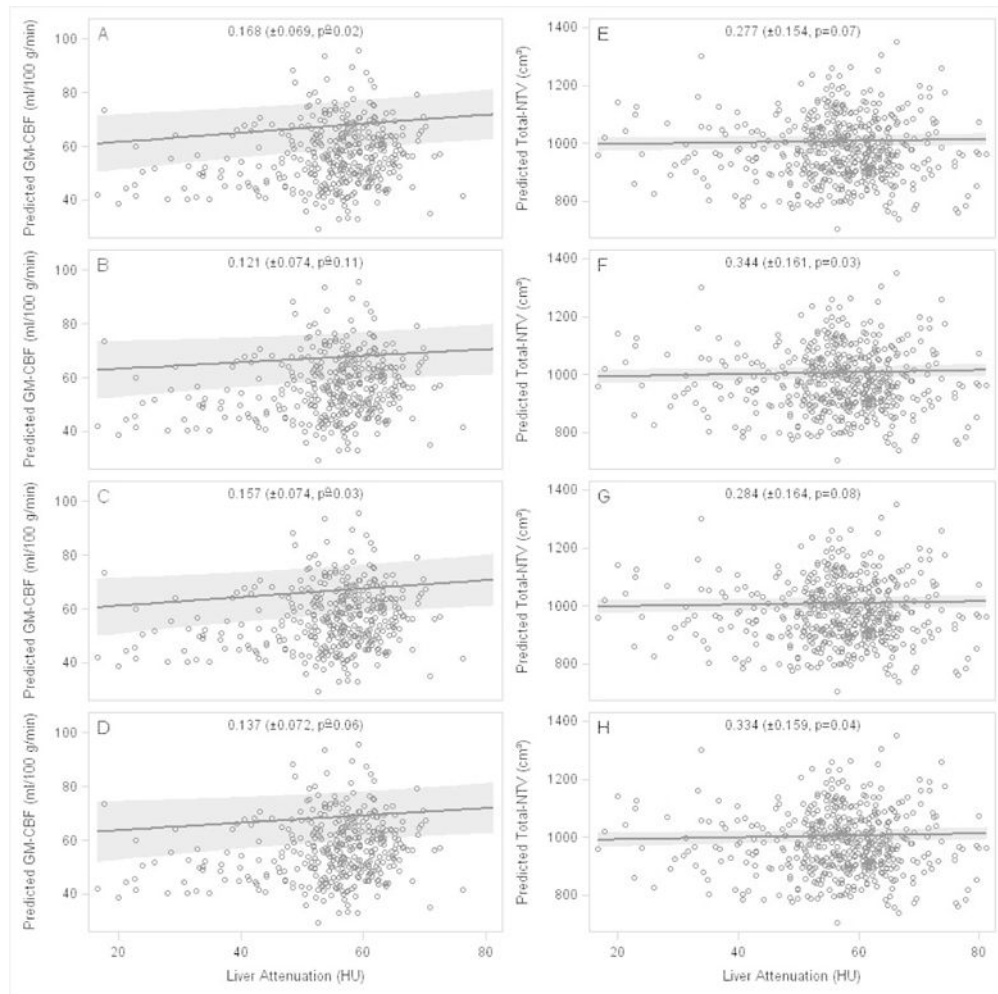 A
0.168 (±0.069, p=0.02)
Predicted GM-CBF (ml/100 g/min)
100
80
60
40
E
0.277 (±0.154, p=0.07)
Predicted Total-NTV (cm³)
1400
1200
1000
800
B
0.121 (±0.074, p=0.11)
Predicted GM-CBF (ml/100 g/min)
100
80
60
40
F
0.344 (±0.161, p=0.03)
Predicted Total-NTV (cm³)
1400
1200
1000
800
C
0.157 (±0.074, p=0.03)
Predicted GM-CBF (ml/100 g/min)
100
80
60
40
G
0.284 (±0.164, p=0.08)
Predicted Total-NTV (cm³)
1400
1200
1000
800
D
0.137 (±0.072, p=0.06)
Predicted GM-CBF (ml/100 g/min)
100
80
60
40
H
0.334 (±0.159, p=0.04)
Predicted Total-NTV (cm³)
1400
1200
1000
800
20 40 60 80
Liver Attenuation (HU)
20 40 60 80
Liver Attenuation (HU)